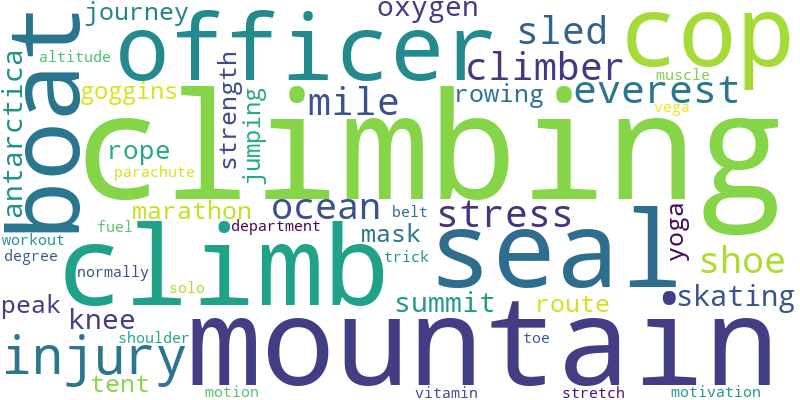 journey
oxygen
officer
cop
sled
boat
altitude
climber
muscle
goggins
strength
mile
rowing
everest
antarctica
climbing
jumping
vega
rope
parachute
marathon
ocean
belt
stress
yoga
fuel
department
mask
seal
shoe
workout
climb
trick
degree
normally
solo
summit
route
skating
peak
knee
mountain
injury
shoulder
toe
tent
motion
vitamin
stretch
motivation